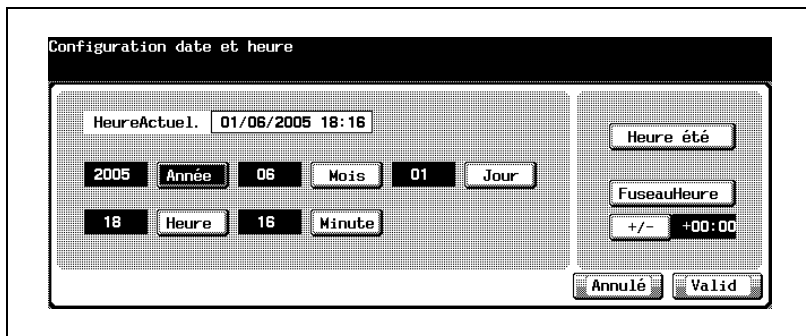 Configuration date et heure
HeureActuel. 01/06/2005 18:16
Heure été
2005 Année 06 Mois 01 Jour
FuseauHeure
18 Heure 16 Minute
+/- +00:00
Annulé Valid